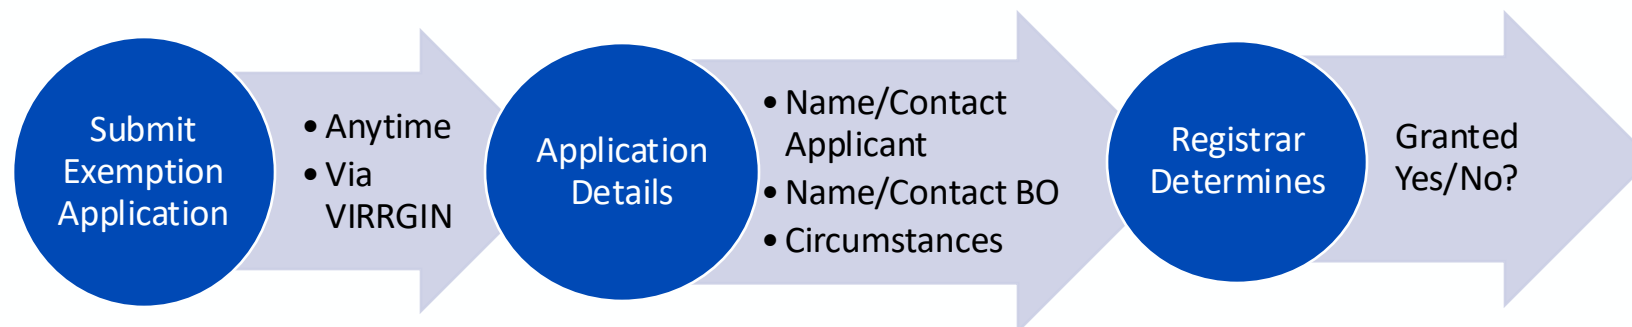 Submit
Exemption
Application
• Anytime
• Via
VIRRGIN
Application
Details
• Name/Contact
Applicant
• Name/Contact BO
• Circumstances
Registrar
Determines
Granted
Yes/No?